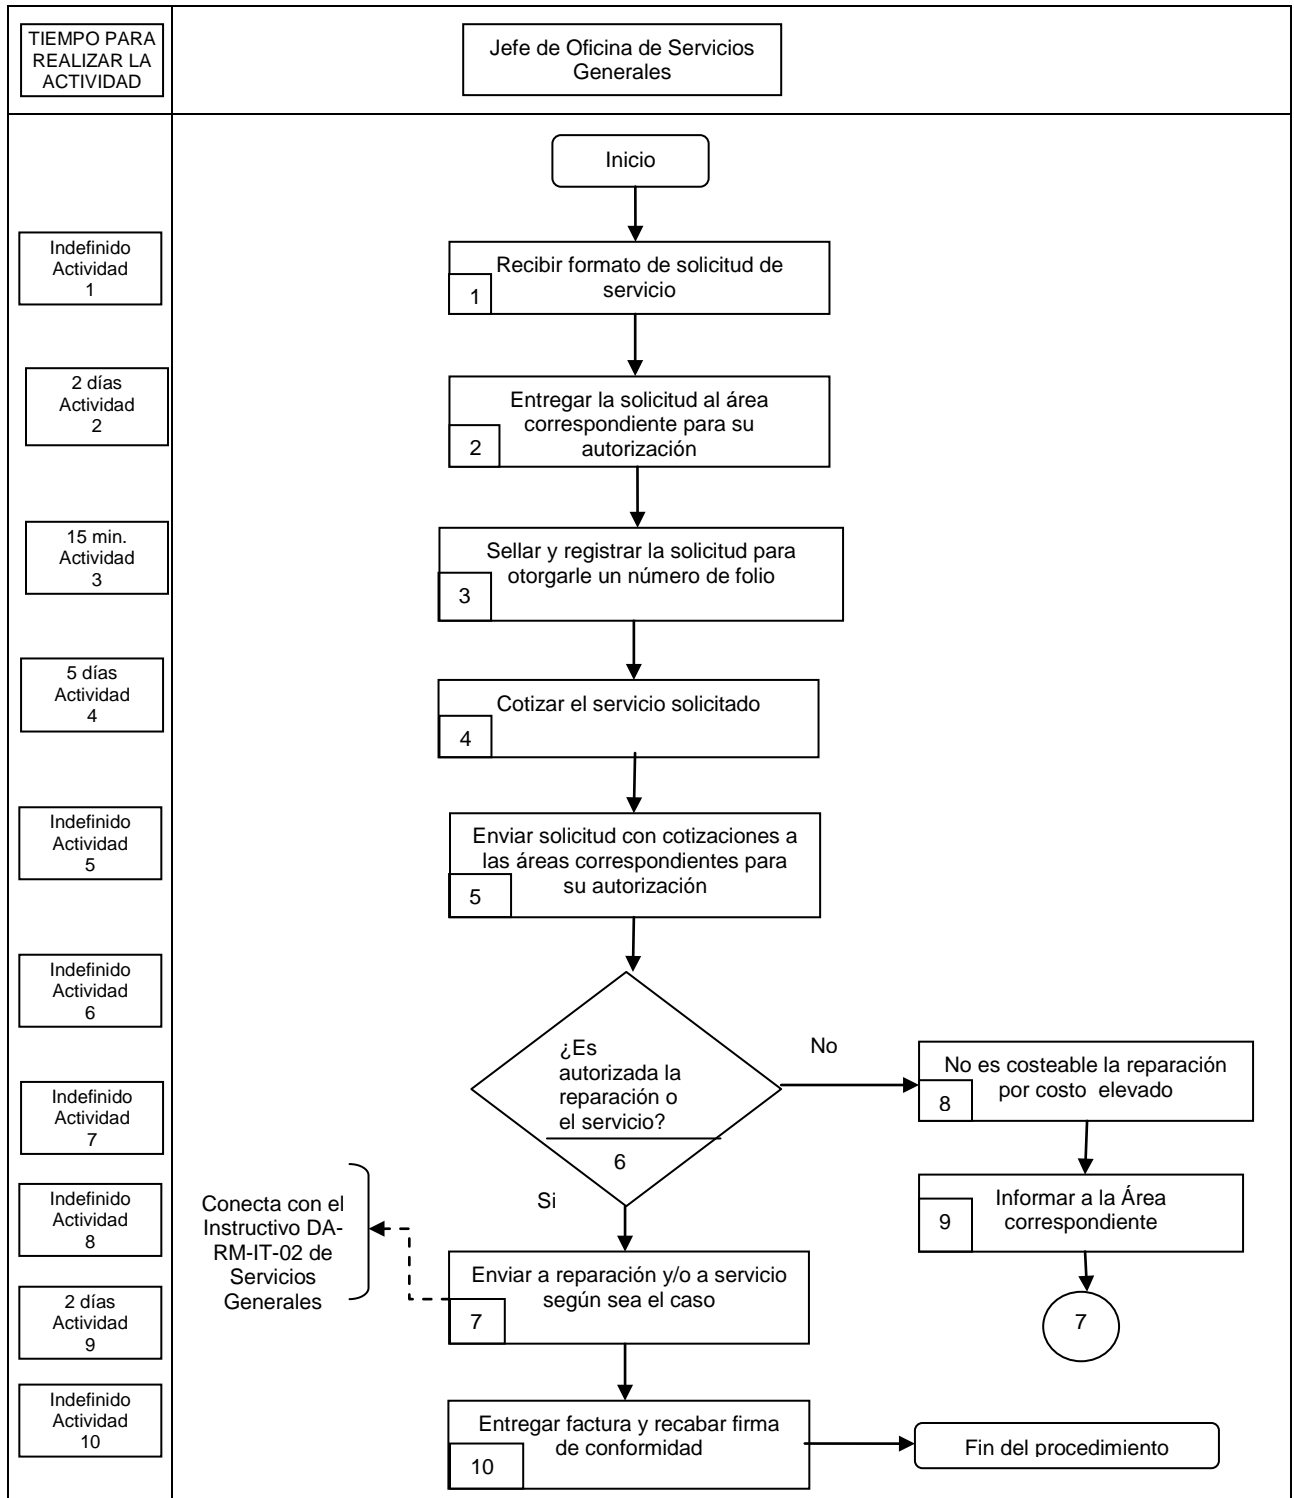 TIEMPO PARA
REALIZAR LA
ACTIVIDAD
Jefe de Oficina de Servicios
Generales
Inicio
Indefinido
Actividad
1
Recibir formato de solicitud de
servicio
1
2 días
Actividad
2
Entregar la solicitud al área
correspondiente para su
autorización
2
15 min.
Actividad
3
Sellar y registrar la solicitud para
otorgarle un número de folio
3
5 días
Actividad
4
Cotizar el servicio solicitado
4
Indefinido
Actividad
5
Enviar solicitud con cotizaciones a
las áreas correspondientes para
su autorización
5
Indefinido
Actividad
6
¿Es
autorizada la
reparación o
el servicio?
6
No
No es costeable la reparación
por costo elevado
8
Indefinido
Actividad
7
Si
Informar a la Área
correspondiente
9
Indefinido
Actividad
8
Conecta con el
Instructivo DA-
RM-IT-02 de
Servicios
Generales
Enviar a reparación y/o a servicio
según sea el caso
7
7
2 días
Actividad
9
Indefinido
Actividad
10
Entregar factura y recabar firma
de conformidad
10
Fin del procedimiento